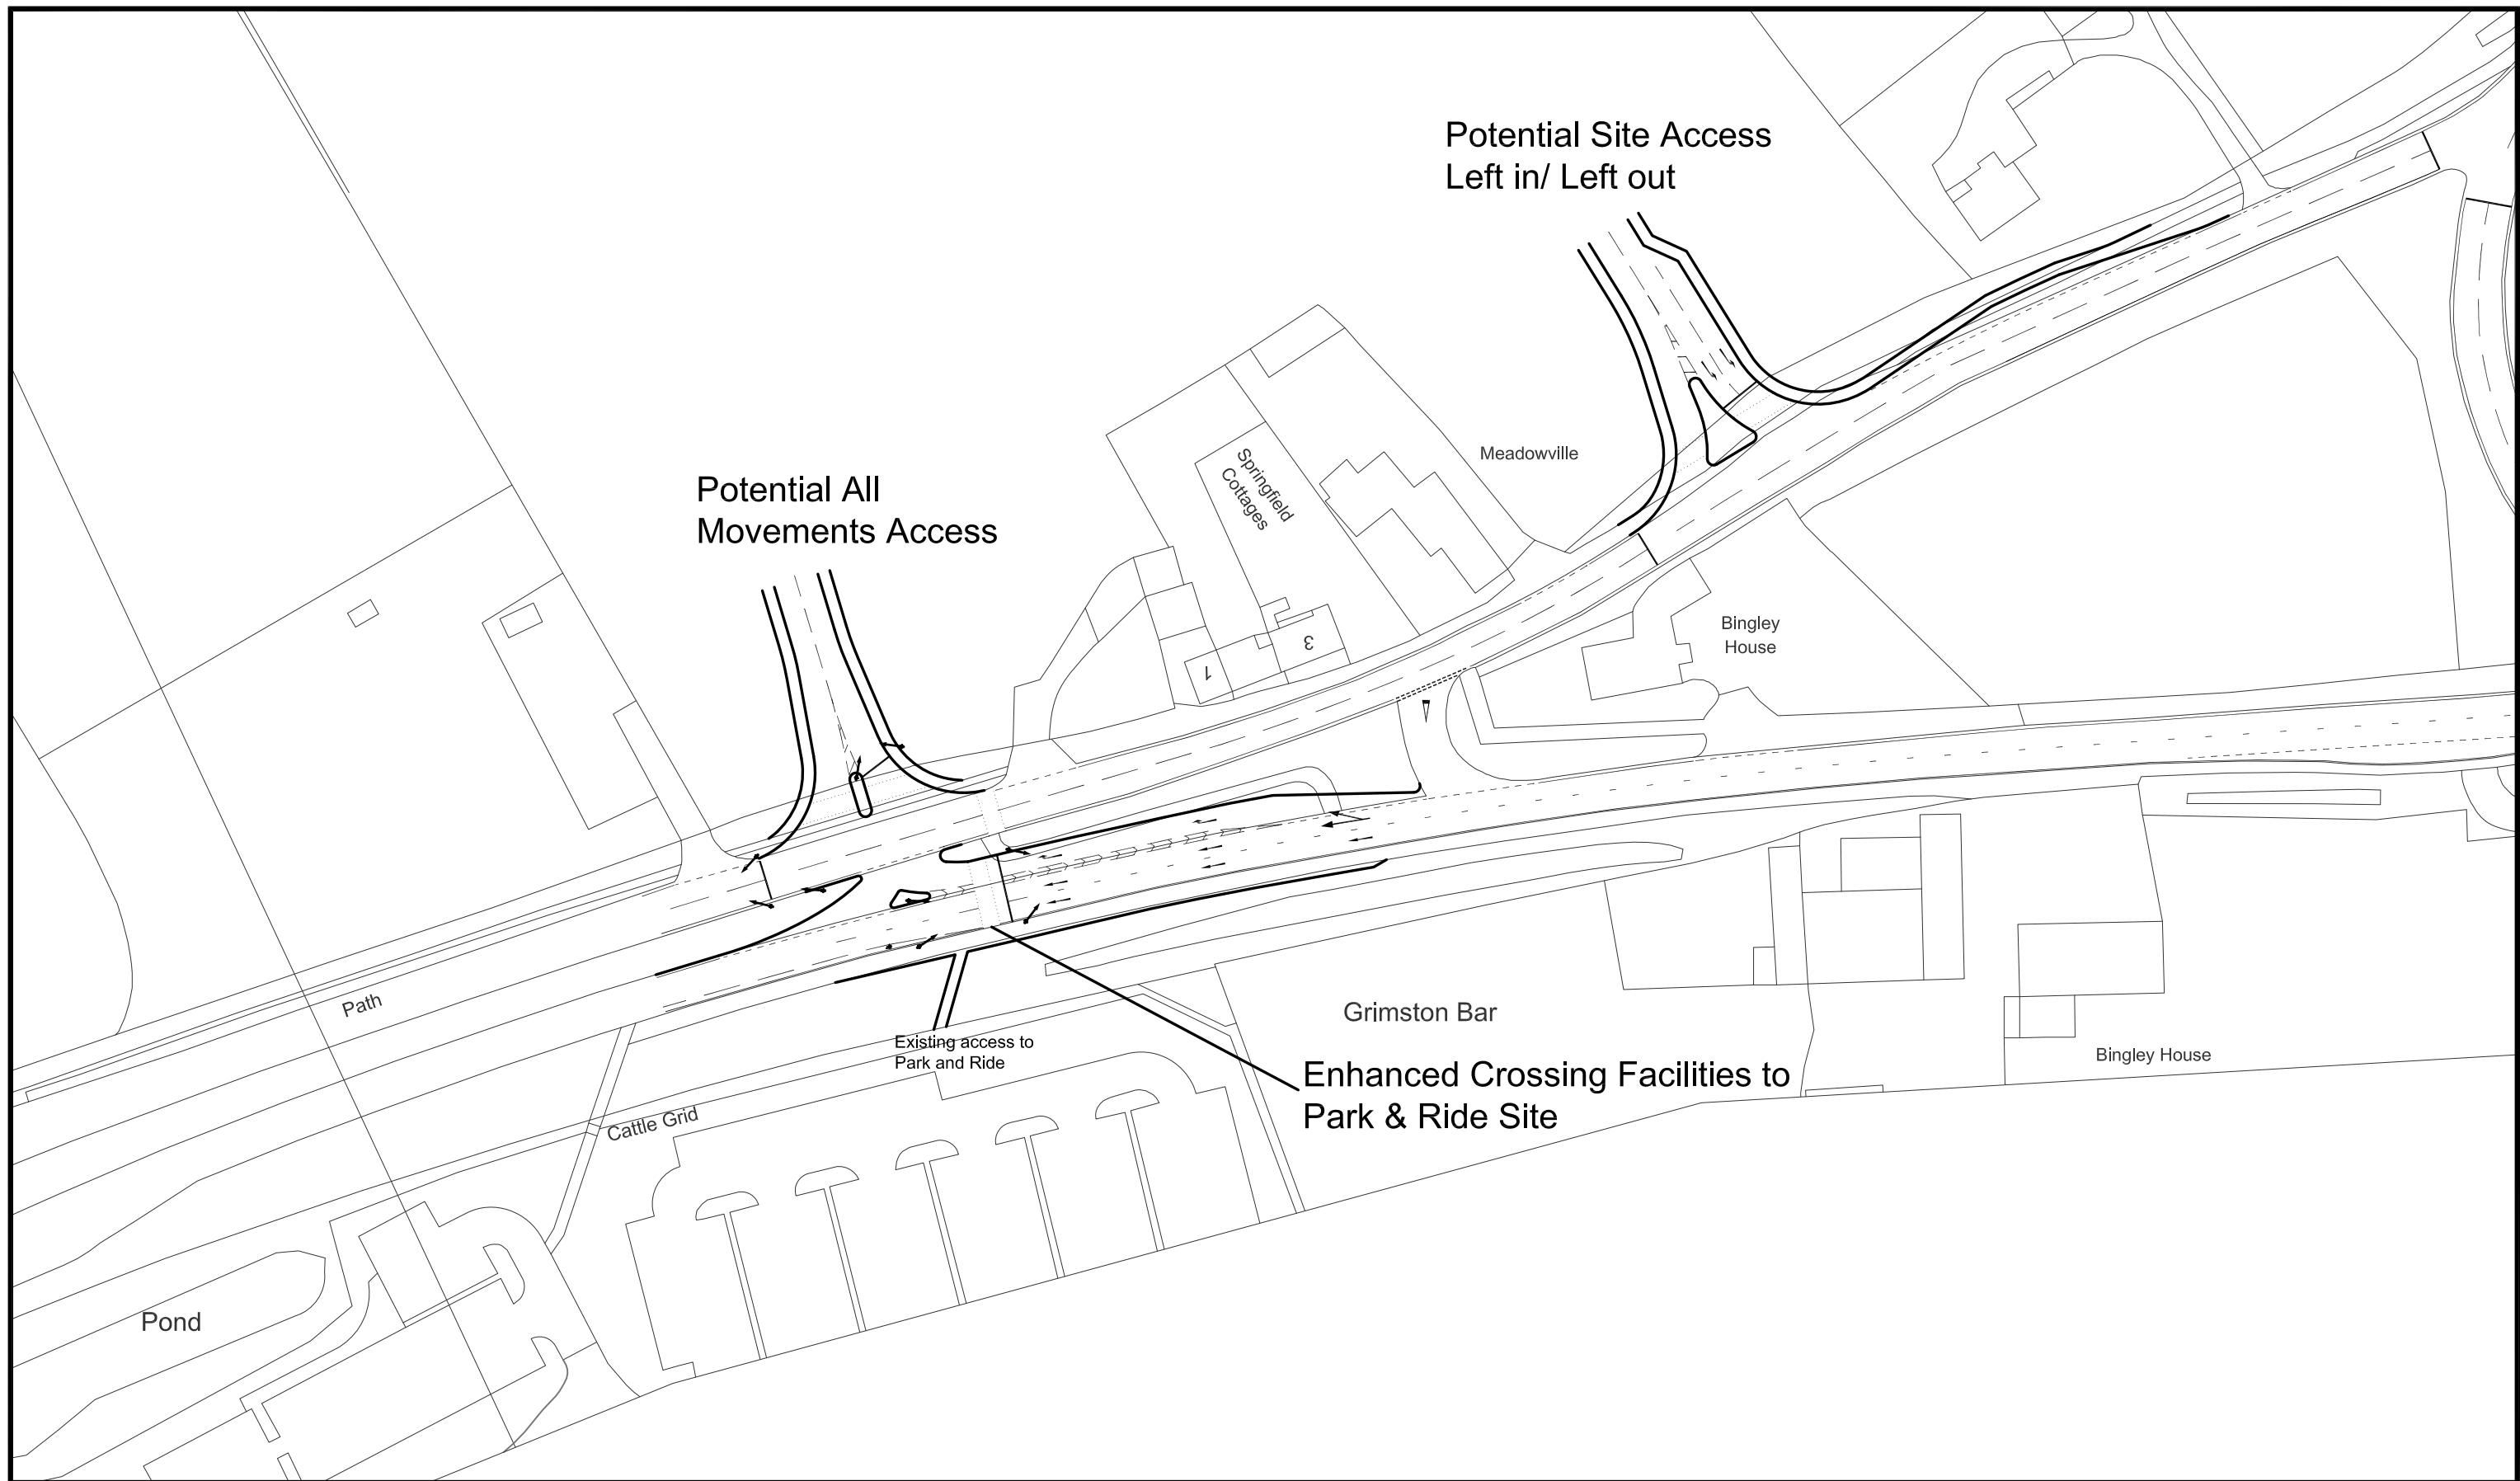 Potential Site Access
Left in/ Left out
Potential All
Movements Access
Meadowville
Springfield
Cottages
1
3
Bingley
House
Path
Existing access to
Park and Ride
Grimston Bar
Enhanced Crossing Facilities to
Park & Ride Site
Bingley House
Cattle Grid
Pond